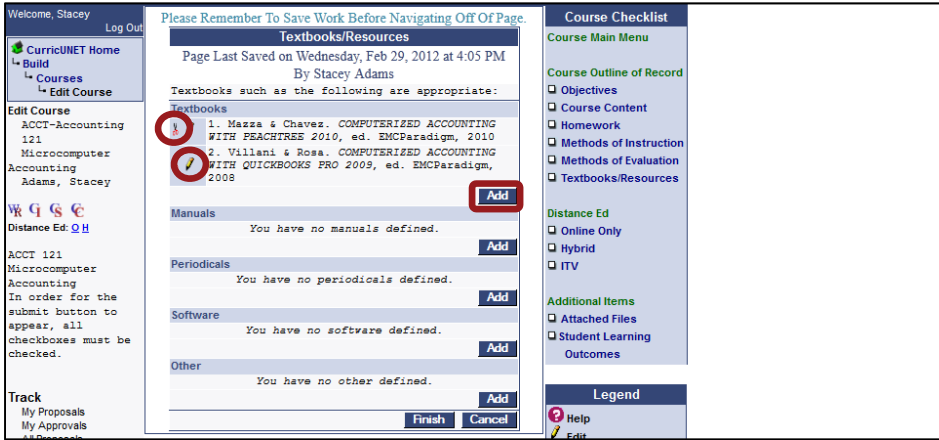 Welcome, Stacey
Log Out
CurricUNET Home
Build
Courses
Edit Course
Edit Course
ACCT-Accounting
121
Microcomputer
Accounting
Adams, Stacey
WR CI CS CC
Distance Ed: O H
ACCT 121
Microcomputer
Accounting
In order for the
submit button to
appear, all
checkboxes must be
checked.
Track
My Proposals
My Approvals
All Proposals
Please Remember To Save Work Before Navigating Off Of Page.
Textbooks/Resources
Page Last Saved on Wednesday, Feb 29, 2012 at 4:05 PM
By Stacey Adams
Textbooks such as the following are appropriate:
Textbooks
1. Mazza & Chavez. COMPUTERIZED ACCOUNTING
WITH PEACHTREE 2010, ed. EMCParadigm, 2010
2. Villani & Rosa. COMPUTERIZED ACCOUNTING
WITH QUICKBOOKS PRO 2009, ed. EMCParadigm,
2008
Add
Manuals
You have no manuals defined.
Add
Periodicals
You have no periodicals defined.
Add
Software
You have no software defined.
Add
Other
You have no other defined.
Add
Finish Cancel
Course Checklist
Course Main Menu
Course Outline of Record
Objectives
Course Content
Homework
Methods of Instruction
Methods of Evaluation
Textbooks/Resources
Distance Ed
Online Only
Hybrid
ITV
Additional Items
Attached Files
Student Learning
Outcomes
Legend
Help
Edit